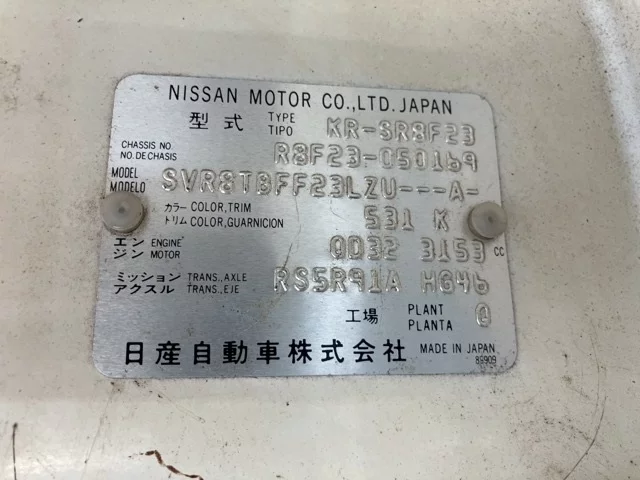 NISSAN MOTOR CO.,LTD. JAPAN
型式 TYPE TIPO KR-SR8F23
CHASSIS NO NO.DE CHASIS R8F23-050169
MODEL MODELO SVR8TBFF23LZU---A-
カラー COLOR,TRIM トリム COLOR,GUARNICION 531 K
エンジン ENGINE MOTOR QD32 3153 cc
ミッション アクスル TRANS.,AXLE TRANS.,EJE RS5R91A HG46
工場 PLANT PLANTA 0
日産自動車株式会社 MADE IN JAPAN
89909